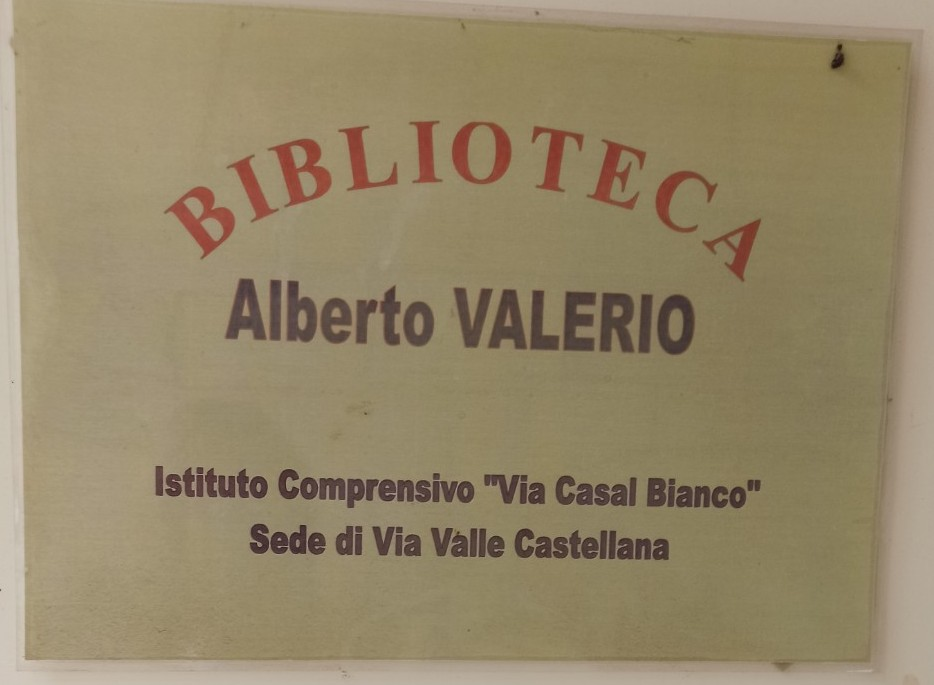 BIBLIOTECA
Alberto VALERIO
Istituto Comprensivo "Via Casal Bianco"
Sede di Via Valle Castellana